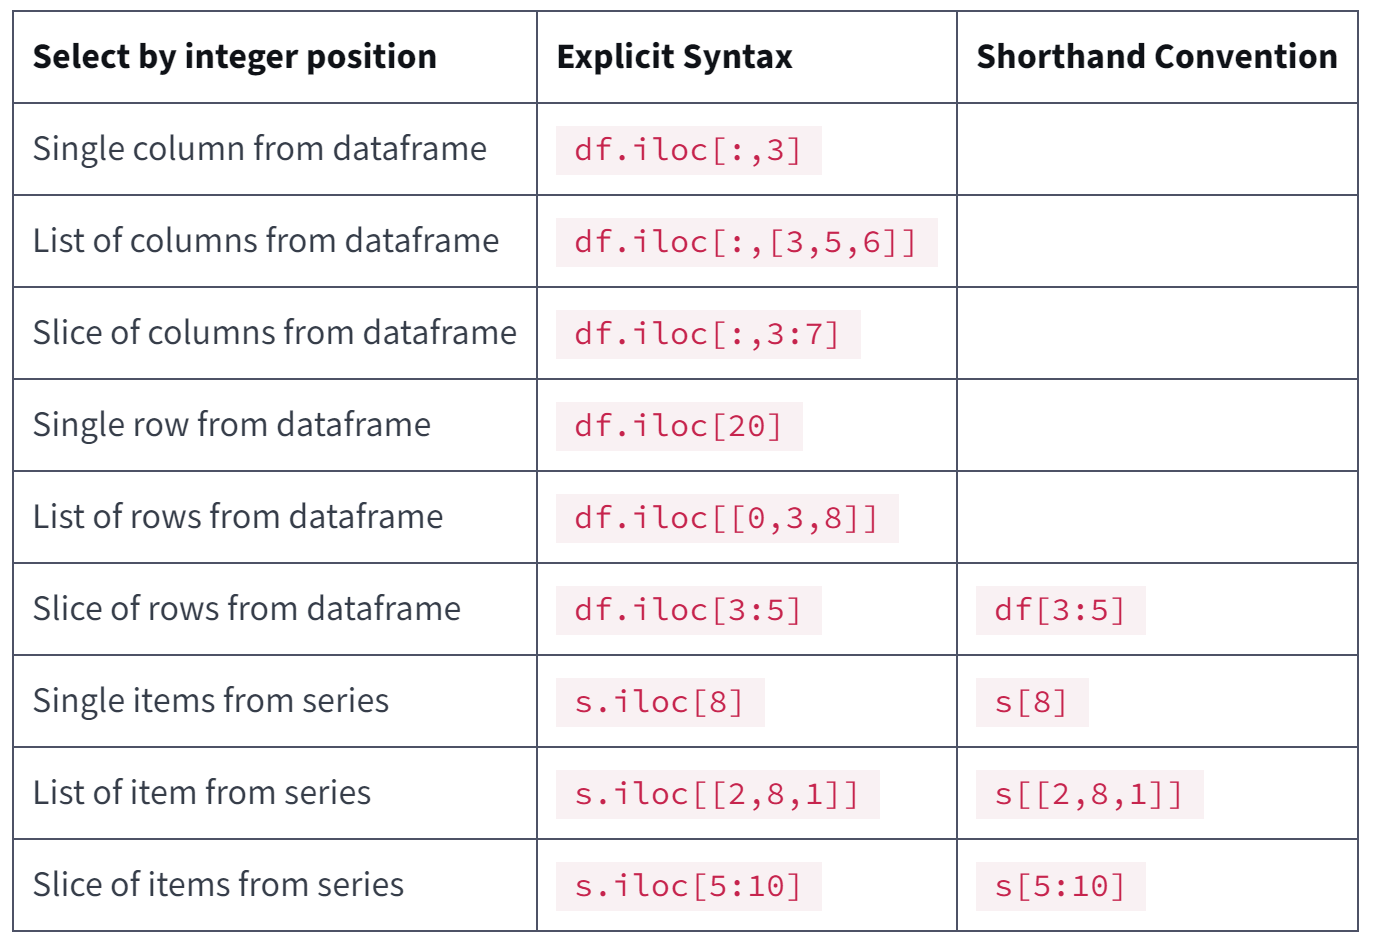 Select by integer position Explicit Syntax Shorthand Convention
Single column from dataframe df.iloc[:,3]
List of columns from dataframe df.iloc[:,[3,5,6]]
Slice of columns from dataframe df.iloc[:,3:7]
Single row from dataframe df.iloc[20]
List of rows from dataframe df.iloc[[0,3,8]]
Slice of rows from dataframe df.iloc[3:5] df[3:5]
Single items from series s.iloc[8] s[8]
List of item from series s.iloc[[2,8,1]] s[[2,8,1]]
Slice of items from series s.iloc[5:10] s[5:10]